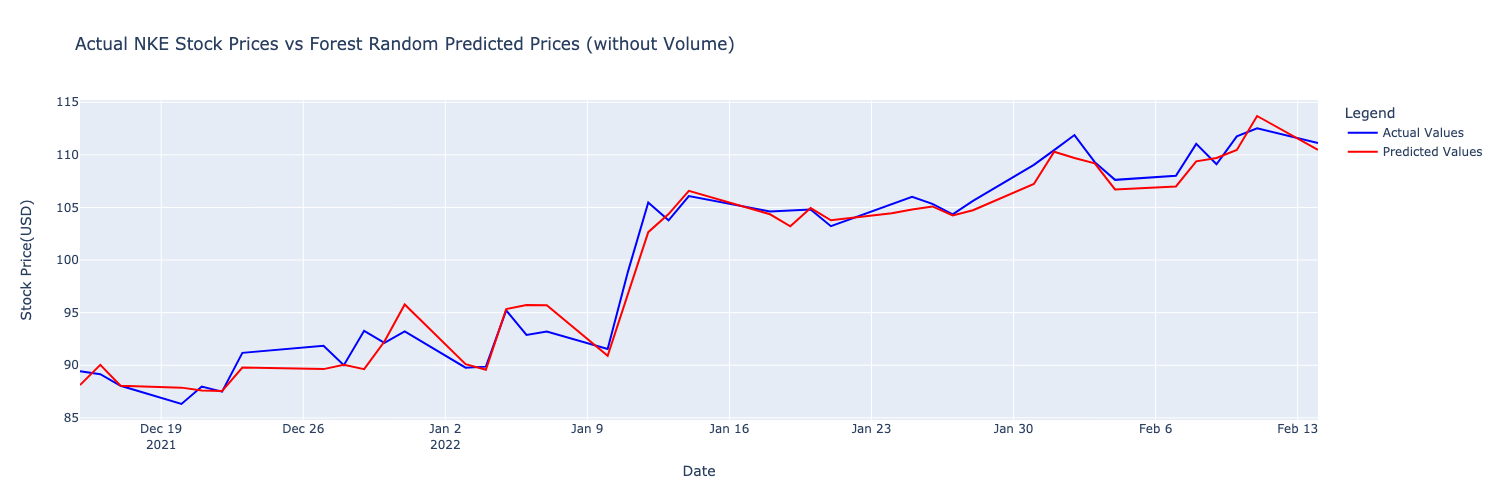 Actual NKE Stock Prices vs Forest Random Predicted Prices (without Volume)
Legend
Actual Values
Predicted Values
Stock Price(USD)
115
110
105
100
95
90
85
Dec 19
2021
Dec 26
Jan 2
2022
Jan 9
Jan 16
Jan 23
Jan 30
Feb 6
Feb 13
Date